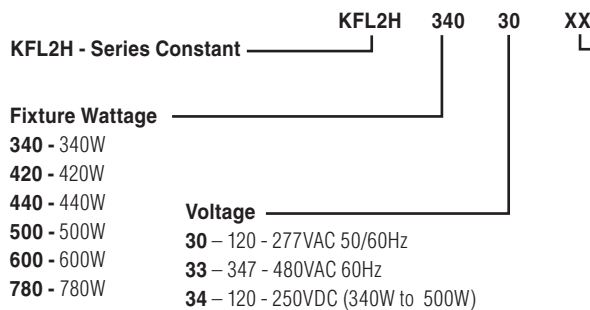 KFL2H 340 30 XX
KFL2H - Series Constant
Fixture Wattage
340 - 340W
420 - 420W
440 - 440W
500 - 500W
600 - 600W
780 - 780W
Voltage
30 – 120 - 277VAC 50/60Hz
33 – 347 - 480VAC 60Hz
34 – 120 - 250VDC (340W to 500W)